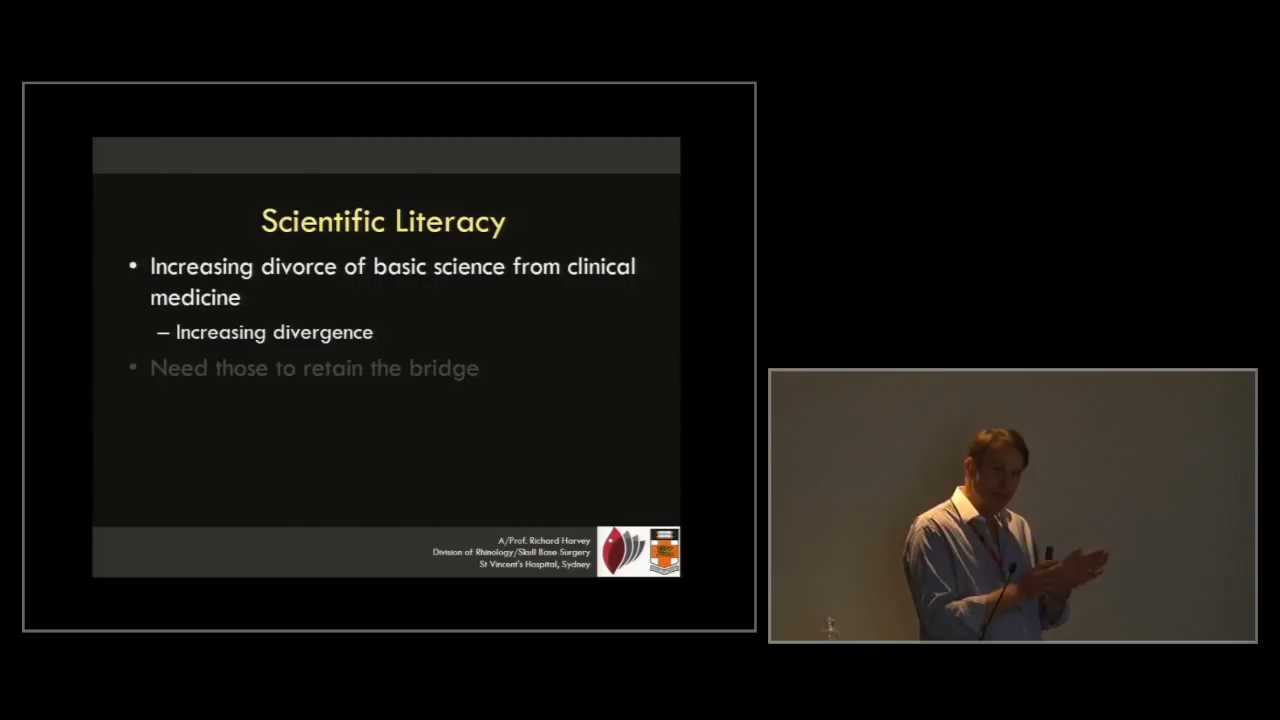 Scientific Literacy
• Increasing divorce of basic science from clinical
medicine
– Increasing divergence
• Need those to retain the bridge
A/Prof. Richard Harvey
Division of Rhinology/Skull Base Surgery
St Vincent's Hospital, Sydney